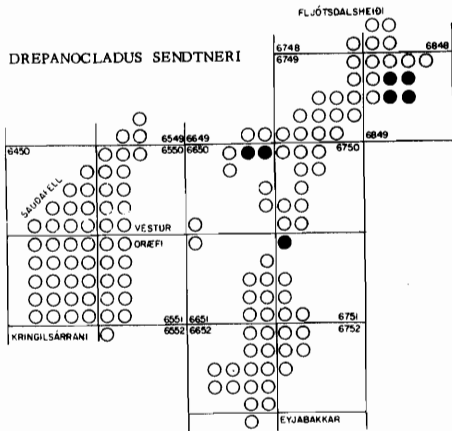 FLJÓTSDALSHEIÐI
DREPANOCLADUS SENDTNERI
6748 6848
6749
6849
6549 6649
6450 6550 6650 6750
SAUÐAFELL
VESTUR
ÖRÆFI
6551 6651 6751
KRINGILSÁRRANI 6552 6652 6752
EYJABAKKAR